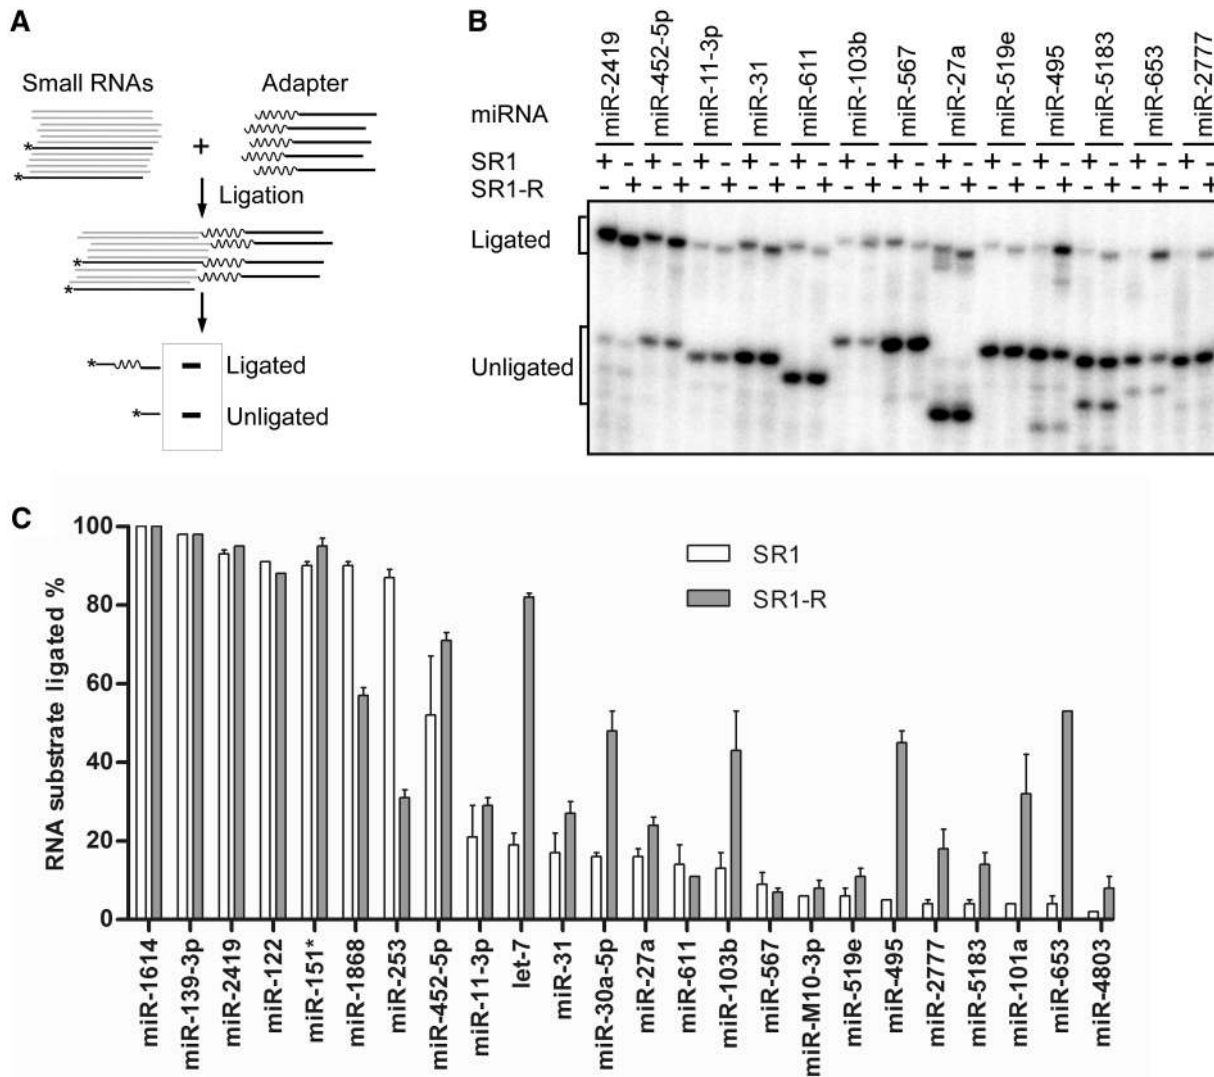 A
Small RNAs
Adapter
*
+
*
Ligation
*
*
*
Ligated
*
Unligated
B
miRNA
miR-2419
miR-452-5p
miR-11-3p
miR-31
miR-611
miR-103b
miR-567
miR-27a
miR-519e
miR-495
miR-5183
miR-653
miR-2777
SR1 + - + - + - + - + - + - + - + - + - + - + - + - + -
SR1-R - + - + - + - + - + - + - + - + - + - + - + - + - +
Ligated
Unligated
C
RNA substrate ligated %
100
80
60
40
20
0
SR1
SR1-R
miR-1614
miR-139-3p
miR-2419
miR-122
miR-151*
miR-1868
miR-253
miR-452-5p
miR-11-3p
let-7
miR-31
miR-30a-5p
miR-27a
miR-611
miR-103b
miR-567
miR-M10-3p
miR-519e
miR-495
miR-2777
miR-5183
miR-101a
miR-653
miR-4803